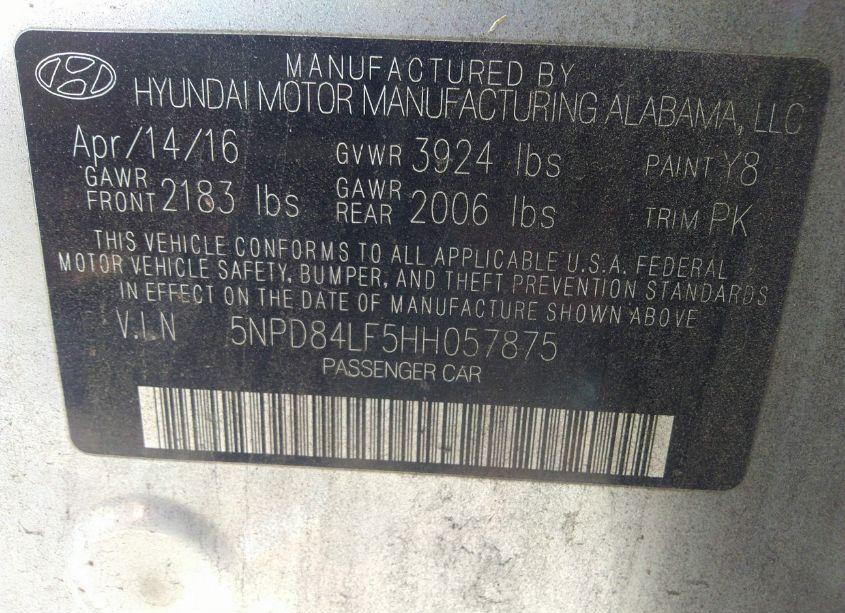 MANUFACTURED BY
HYUNDAI MOTOR MANUFACTURING ALABAMA, LLC
Apr/14/16 GVWR 3924 lbs PAINT Y8
GAWR FRONT 2183 lbs GAWR REAR 2006 lbs TRIM PK
THIS VEHICLE CONFORMS TO ALL APPLICABLE U.S.A. FEDERAL
MOTOR VEHICLE SAFETY, BUMPER, AND THEFT PREVENTION STANDARDS
IN EFFECT ON THE DATE OF MANUFACTURE SHOWN ABOVE
V.I.N 5NPD84LF5HH057875
PASSENGER CAR